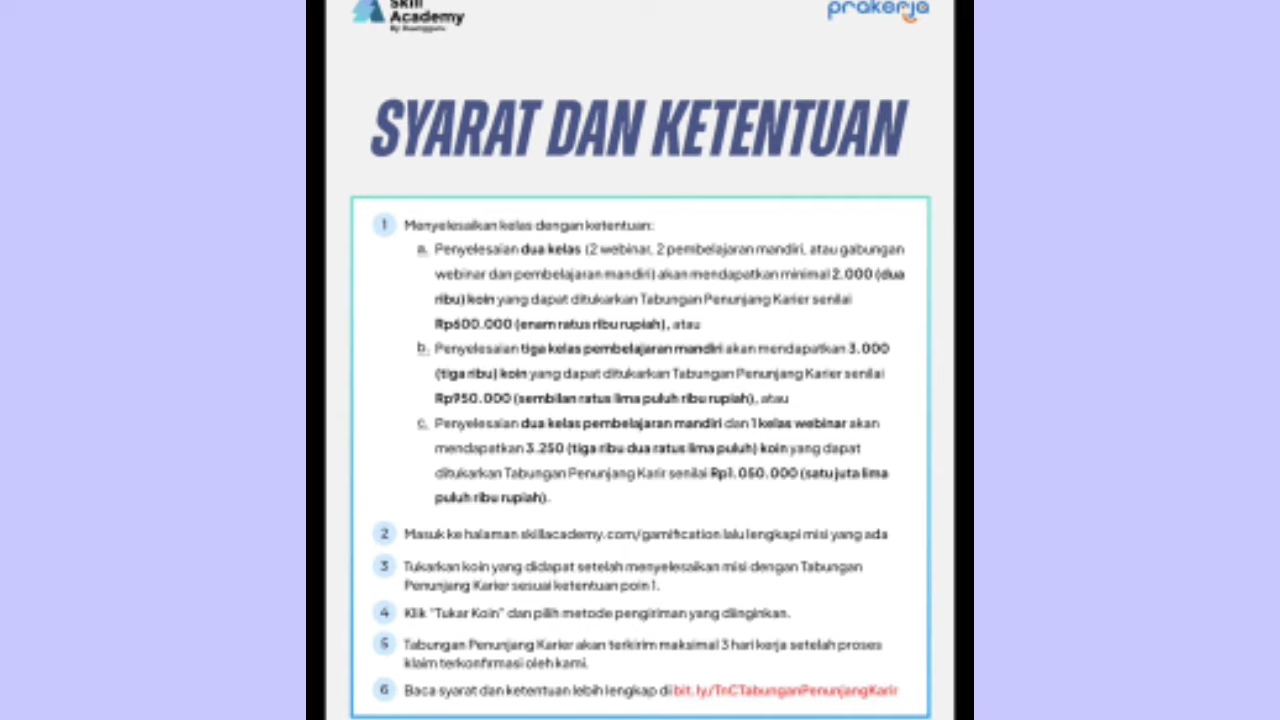 Skill
Academy
By Ruangguru
prakerja
SYARAT DAN KETENTUAN
1 Menyelesaikan kelas dengan ketentuan:
a. Penyelesaian dua kelas (2 webinar, 2 pembelajaran mandiri, atau gabungan
webinar dan pembelajaran mandiri) akan mendapatkan minimal 2.000 (dua
ribu) koin yang dapat ditukarkan Tabungan Penunjang Karier senilai
Rp600.000 (enam ratus ribu rupiah), atau
b. Penyelesaian tiga kelas pembelajaran mandiri akan mendapatkan 3.000
(tiga ribu) koin yang dapat ditukarkan Tabungan Penunjang Karier senilai
Rp950.000 (sembilan ratus lima puluh ribu rupiah), atau
c. Penyelesaian dua kelas pembelajaran mandiri dan 1 kelas webinar akan
mendapatkan 3.250 (tiga ribu dua ratus lima puluh) koin yang dapat
ditukarkan Tabungan Penunjang Karir senilai Rp1.050.000 (satu juta lima
puluh ribu rupiah).
2 Masuk ke halaman skillacademy.com/gamification lalu lengkapi misi yang ada
3 Tukarkan koin yang didapat setelah menyelesaikan misi dengan Tabungan
Penunjang Karier sesuai ketentuan poin 1.
4 Klik "Tukar Koin" dan pilih metode pengiriman yang diinginkan.
5 Tabungan Penunjang Karier akan terkirim maksimal 3 hari kerja setelah proses
klaim terkonfirmasi oleh kami.
6 Baca syarat dan ketentuan lebih lengkap di bit.ly/TnCTabunganPenunjangKarir